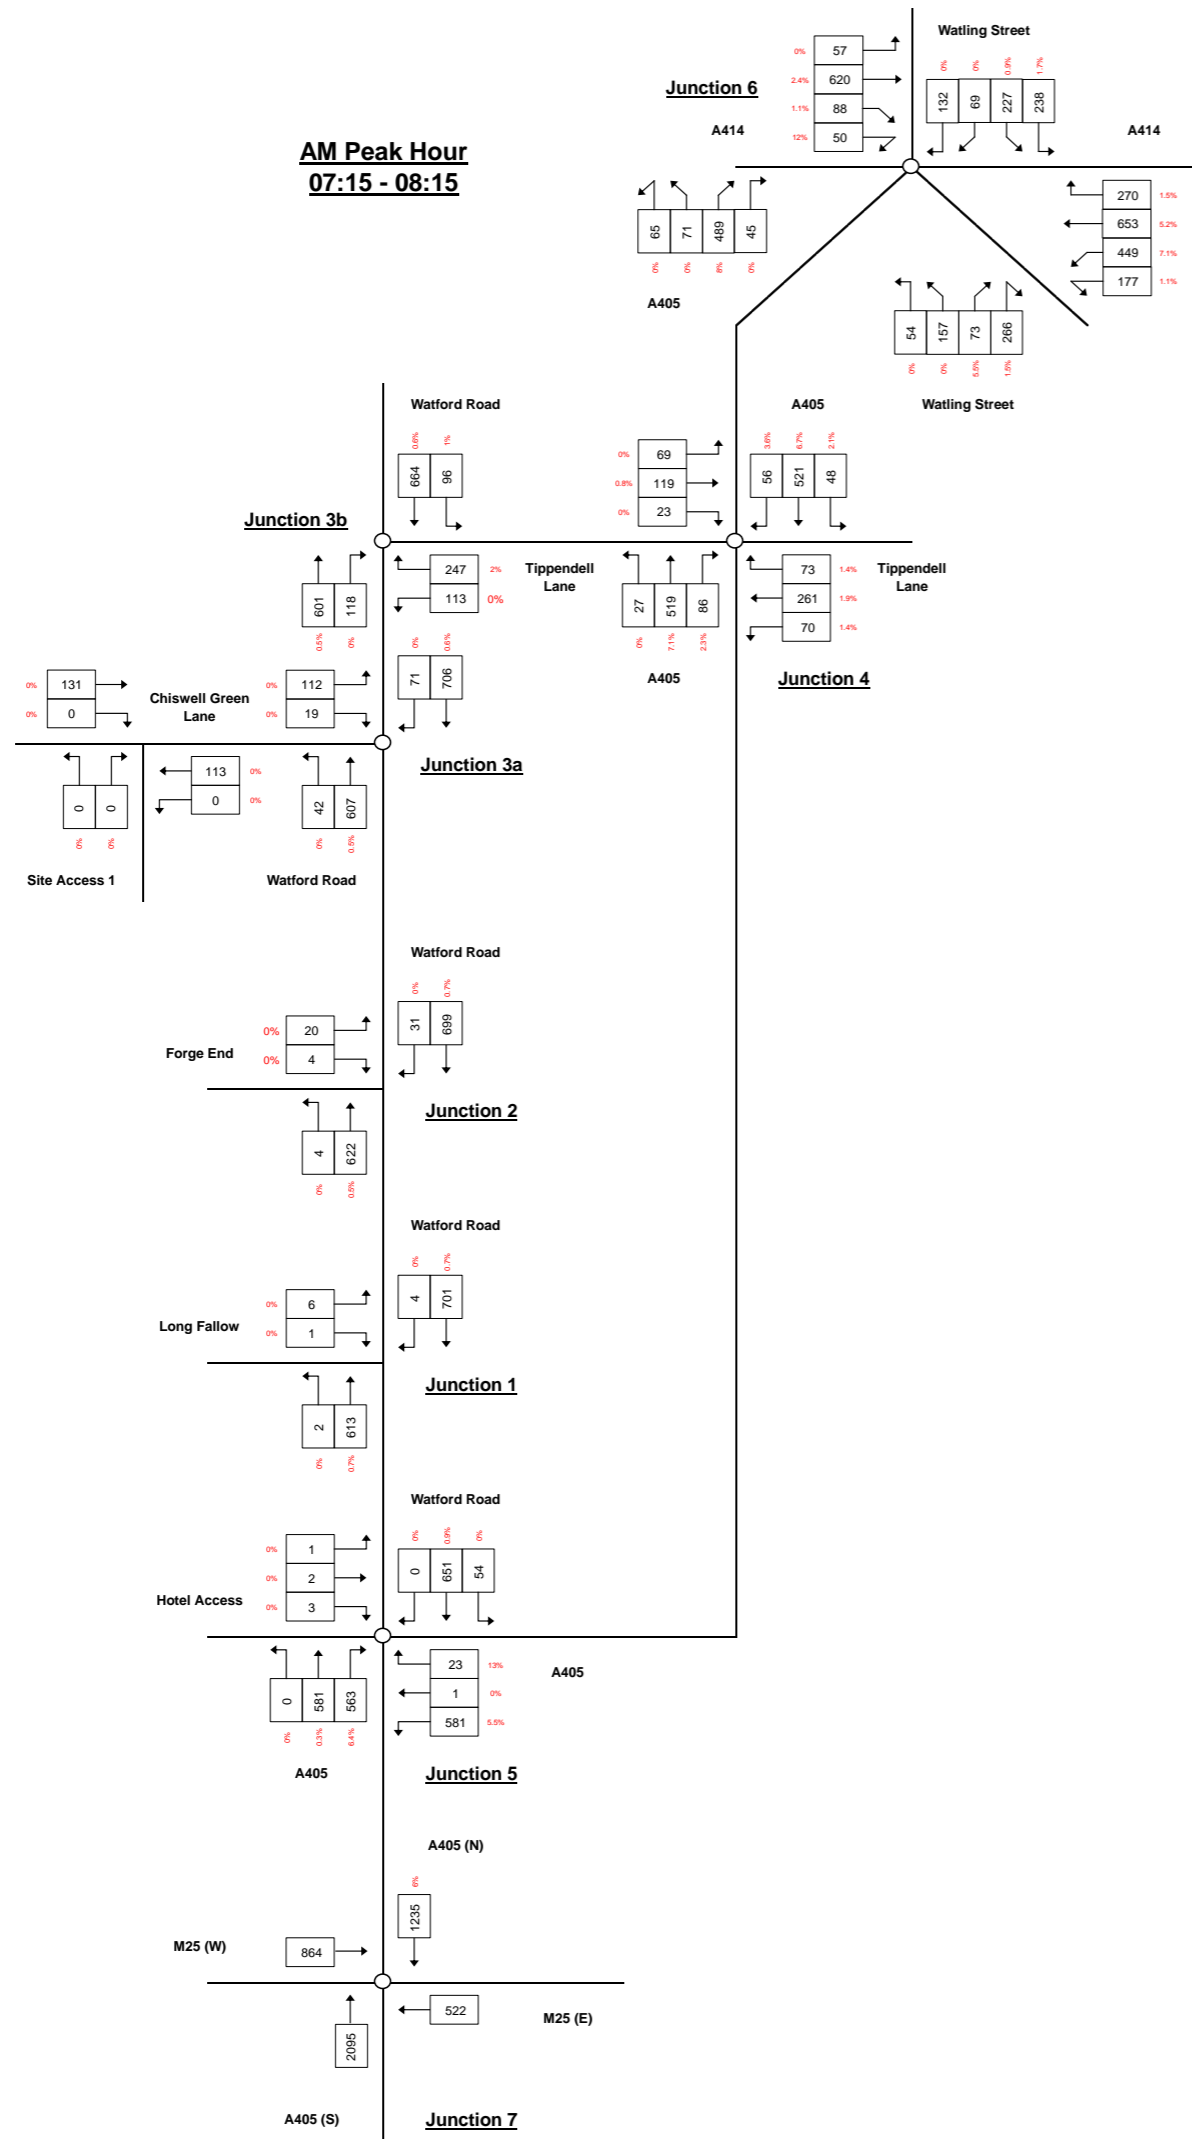 Watling Street
0% 57
2.4% 620
1.1% 88
12% 50
Junction 6
A414
0% 0% 0.9% 1.7%
132 69 227 238
A414
AM Peak Hour
07:15 - 08:15
65 71 489 45
0% 0% 8% 0%
A405
270 1.5%
653 5.2%
449 7.1%
177 1.1%
54 157 73 266
0% 0% 5.5% 1.5%
Watling Street
Watford Road
0.6% 1%
664 96
A405
0% 69
0.8% 119
0% 23
3.6% 6.7% 2.1%
56 521 48
Junction 3b
601 118
0.5% 0%
247 2%
113 0%
Tippendell
Lane
27 519 86
0% 7.1% 2.3%
A405
73 1.4%
261 1.9%
70 1.4%
Tippendell
Lane
Junction 4
0% 131
0% 0
Chiswell Green
Lane
0% 112
0% 19
0% 0.6%
71 706
Junction 3a
0 0
0% 0%
113 0%
0 0%
42 607
0% 0.5%
Site Access 1
Watford Road
Watford Road
0% 0.7%
31 699
0% 20
0% 4
Forge End
Junction 2
4 622
0% 0.5%
Watford Road
0% 0.7%
4 701
0% 6
0% 1
Long Fallow
Junction 1
2 613
0% 0.7%
Watford Road
0% 0.9% 0%
0 651 54
0% 1
0% 2
0% 3
Hotel Access
0 581 563
0% 0.3% 6.4%
A405
23 13%
1 0%
581 5.5%
A405
Junction 5
A405 (N)
6%
1235
M25 (W)
864
522
M25 (E)
2095
A405 (S)
Junction 7